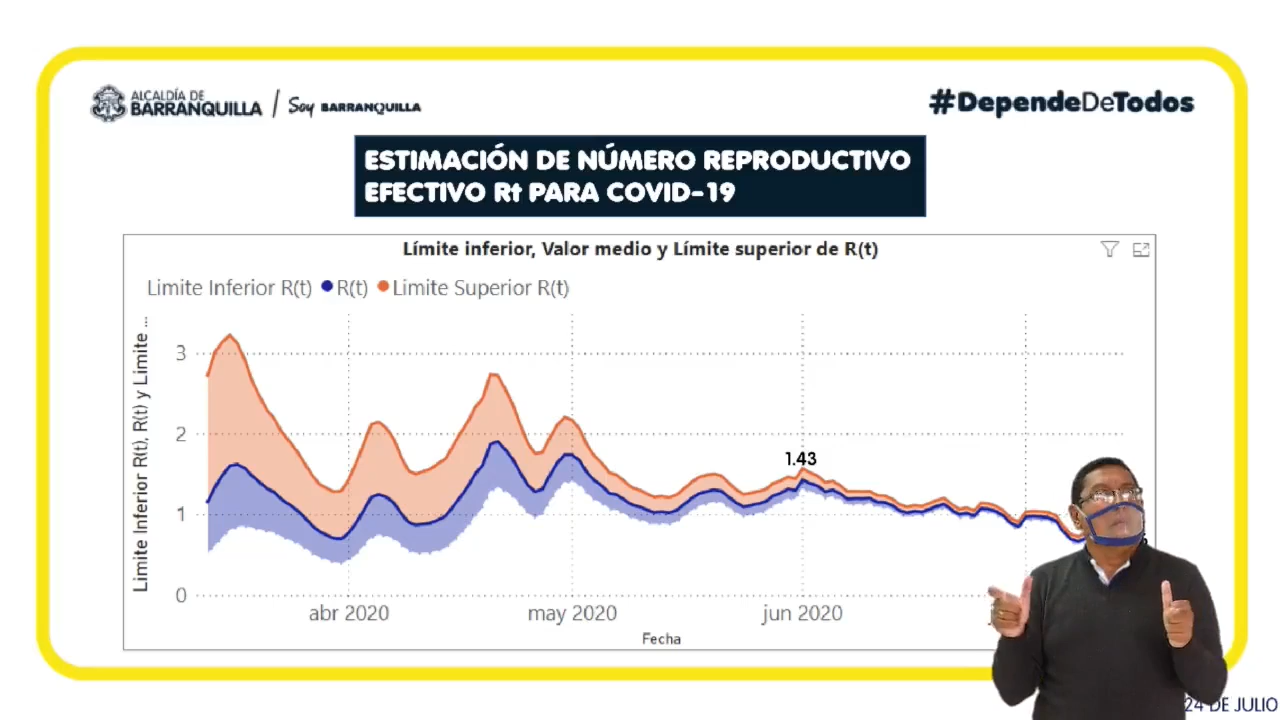 ALCALDÍA DE
BARRANQUILLA
Soy BARRANQUILLA
#DependeDeTodos
ESTIMACIÓN DE NÚMERO REPRODUCTIVO
EFECTIVO Rt PARA COVID-19
Límite inferior, Valor medio y Límite superior de R(t)
Limite Inferior R(t) R(t) Limite Superior R(t)
Limite Inferior R(t), R(t) y Limite ...
3
2
1
0
1.43
abr 2020 may 2020 jun 2020
Fecha
24 DE JULIO